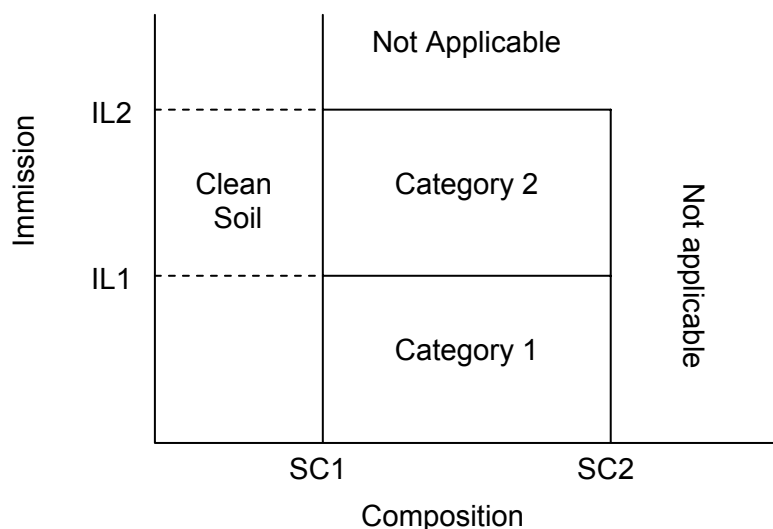 Not Applicable
IL2
Clean
Soil
Category 2
Immission
Not applicable
IL1
Category 1
SC1
SC2
Composition